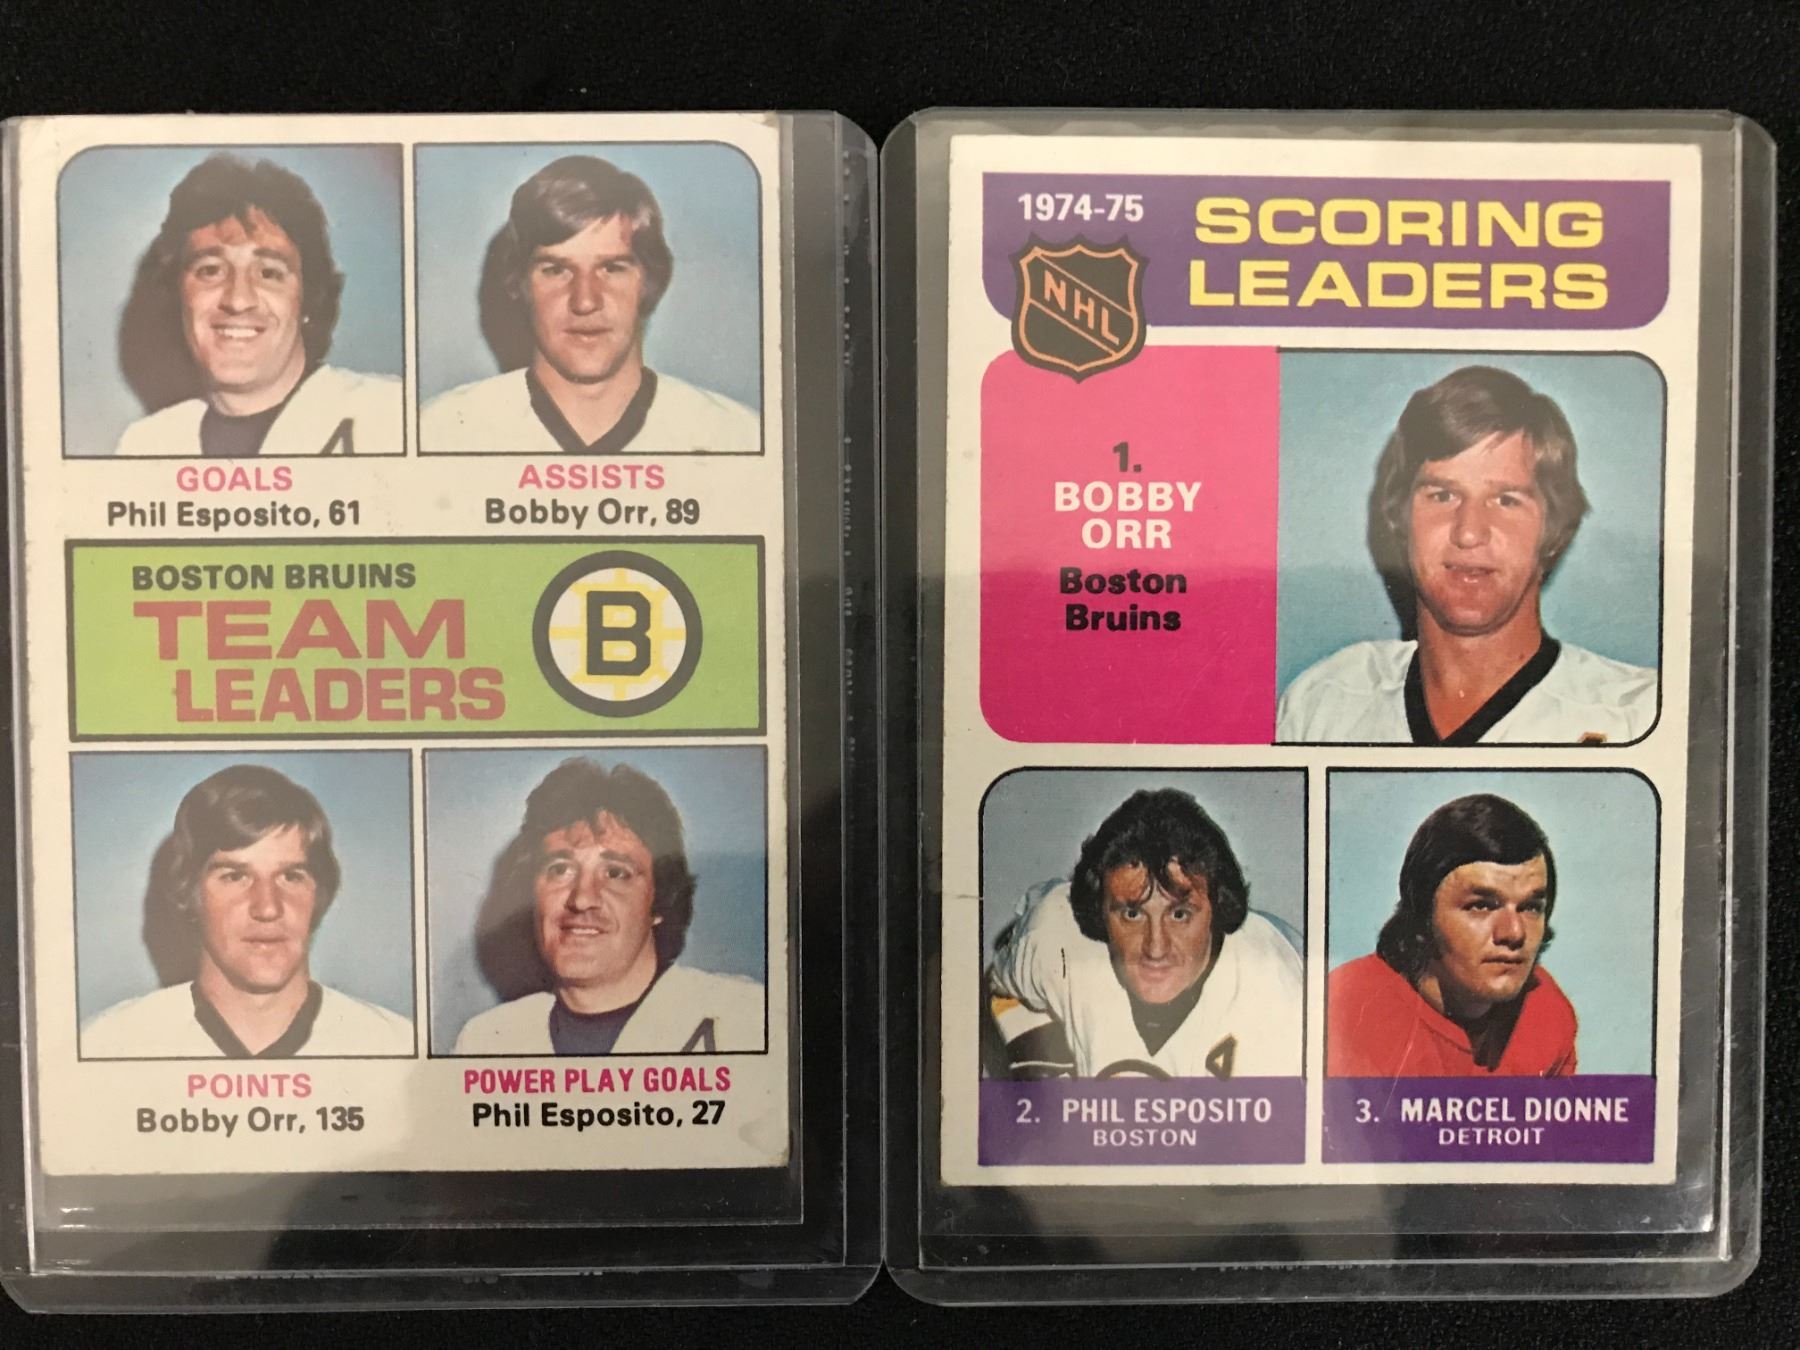 GOALS
Phil Esposito, 61
ASSISTS
Bobby Orr, 89
BOSTON BRUINS
TEAM
LEADERS
B
POINTS
Bobby Orr, 135
POWER PLAY GOALS
Phil Esposito, 27
1974-75
SCORING
LEADERS
NHL
1.
BOBBY
ORR
Boston
Bruins
2. PHIL ESPOSITO
BOSTON
3. MARCEL DIONNE
DETROIT